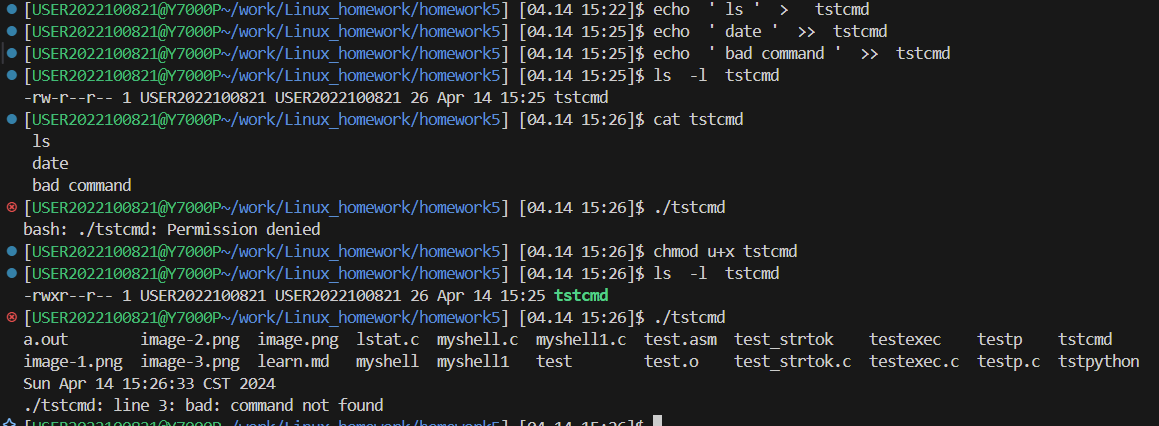 [USER2022100821@Y7000P~/work/Linux_homework/homework5] [04.14 15:22]$ echo  ' ls '  >   tstcmd
[USER2022100821@Y7000P~/work/Linux_homework/homework5] [04.14 15:25]$ echo  ' date '  >>  tstcmd
[USER2022100821@Y7000P~/work/Linux_homework/homework5] [04.14 15:25]$ echo  ' bad command '  >>  tstcmd
[USER2022100821@Y7000P~/work/Linux_homework/homework5] [04.14 15:25]$ ls  -l  tstcmd
-rw-r--r-- 1 USER2022100821 USER2022100821 26 Apr 14 15:25 tstcmd
[USER2022100821@Y7000P~/work/Linux_homework/homework5] [04.14 15:26]$ cat tstcmd
 ls
 date
 bad command
[USER2022100821@Y7000P~/work/Linux_homework/homework5] [04.14 15:26]$ ./tstcmd
bash: ./tstcmd: Permission denied
[USER2022100821@Y7000P~/work/Linux_homework/homework5] [04.14 15:26]$ chmod u+x tstcmd
[USER2022100821@Y7000P~/work/Linux_homework/homework5] [04.14 15:26]$ ls  -l  tstcmd
-rwxr--r-- 1 USER2022100821 USER2022100821 26 Apr 14 15:25 tstcmd
[USER2022100821@Y7000P~/work/Linux_homework/homework5] [04.14 15:26]$ ./tstcmd
a.out        image-2.png  image.png  lstat.c  myshell.c  myshell1.c  test.asm  test_strtok    testexec    testp    tstcmd
image-1.png  image-3.png  learn.md   myshell  myshell1   test        test.o    test_strtok.c  testexec.c  testp.c  tstpython
Sun Apr 14 15:26:33 CST 2024
./tstcmd: line 3: bad: command not found
[USER2022100821@Y7000P~/work/Linux_homework/homework5] [04.14 15:26]$